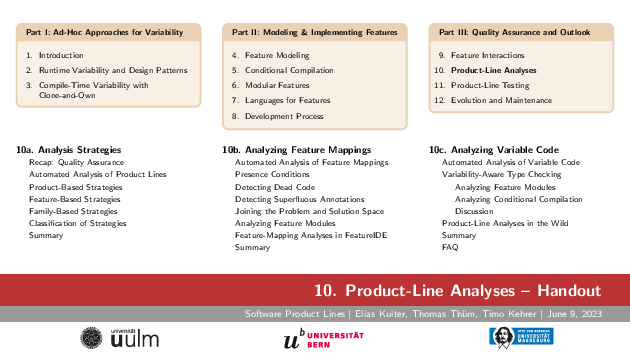 Part I: Ad-Hoc Approaches for Variability
1. Introduction
2. Runtime Variability and Design Patterns
3. Compile-Time Variability with
Clone-and-Own
Part II: Modeling & Implementing Features
4. Feature Modeling
5. Conditional Compilation
6. Modular Features
7. Languages for Features
8. Development Process
Part III: Quality Assurance and Outlook
9. Feature Interactions
10. Product-Line Analyses
11. Product-Line Testing
12. Evolution and Maintenance
10a. Analysis Strategies
Recap: Quality Assurance
Automated Analysis of Product Lines
Product-Based Strategies
Feature-Based Strategies
Family-Based Strategies
Classification of Strategies
Summary
10b. Analyzing Feature Mappings
Automated Analysis of Feature Mappings
Presence Conditions
Detecting Dead Code
Detecting Superfluous Annotations
Joining the Problem and Solution Space
Analyzing Feature Modules
Feature-Mapping Analyses in FeatureIDE
Summary
10c. Analyzing Variable Code
Automated Analysis of Variable Code
Variability-Aware Type Checking
Analyzing Feature Modules
Analyzing Conditional Compilation
Discussion
Product-Line Analyses in the Wild
Summary
FAQ
10. Product-Line Analyses – Handout
Software Product Lines | Elias Kuiter, Thomas Thüm, Timo Kehrer | June 9, 2023
universität
uulm
u^b UNIVERSITÄT
BERN
OTTO VON GUERICKE
UNIVERSITÄT
MAGDEBURG